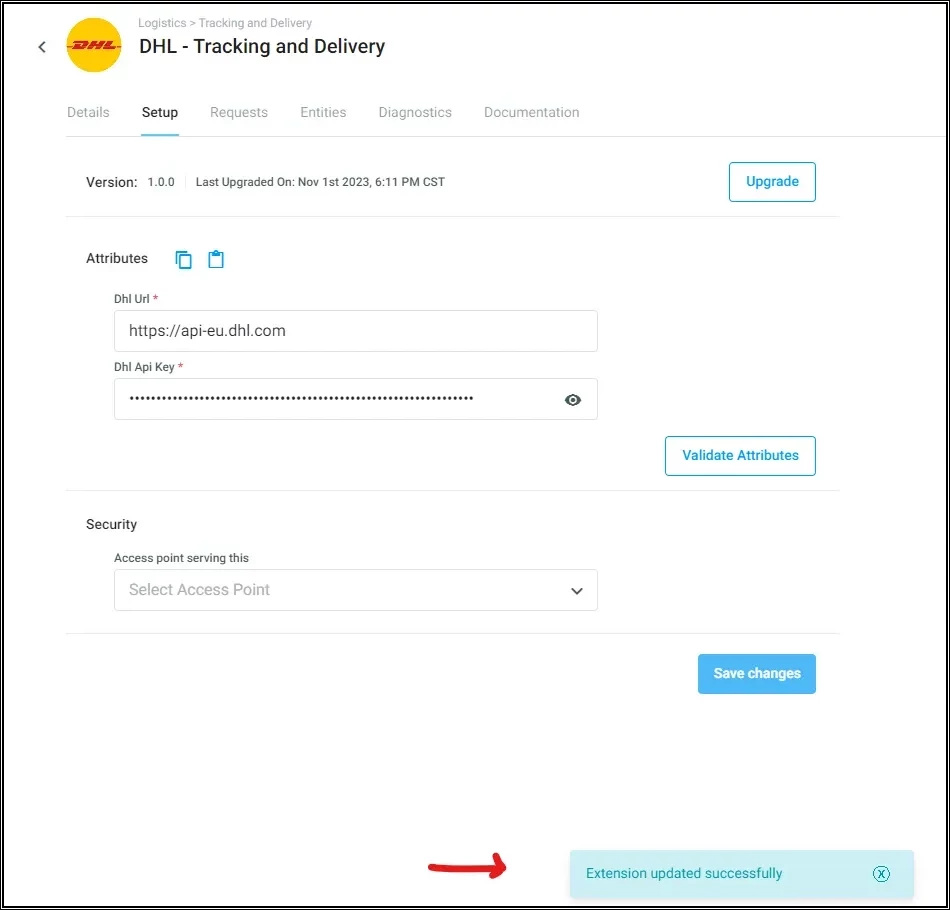 Logistics > Tracking and Delivery
DHL
DHL - Tracking and Delivery
Details Setup Requests Entities Diagnostics Documentation
Version: 1.0.0 Last Upgraded On: Nov 1st 2023, 6:11 PM CST Upgrade
Attributes
Dhl Url *
https://api-eu.dhl.com
Dhl Api Key *
Validate Attributes
Security
Access point serving this
Select Access Point
Save changes
Extension updated successfully